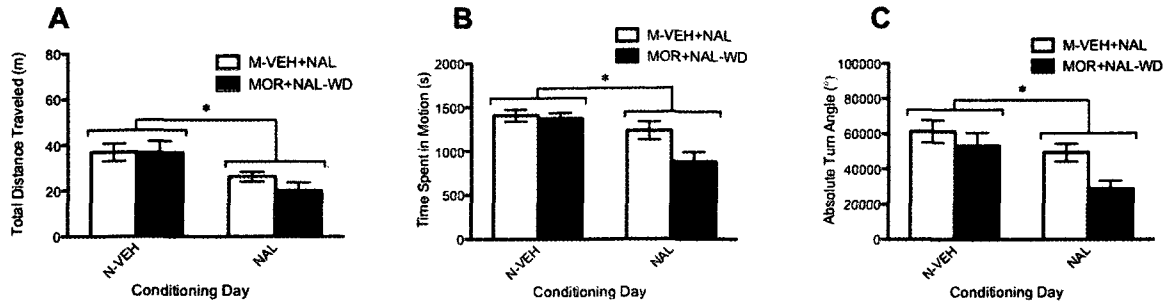 A
Total Distance Traveled (m)
80
60
40
20
0
M-VEH+NAL
MOR+NAL-WD
*
N-VEH
NAL
Conditioning Day
B
Time Spent in Motion (s)
2000
1500
1000
500
0
M-VEH+NAL
MOR+NAL-WD
*
N-VEH
NAL
Conditioning Day
C
Absolute Turn Angle (°)
100000
80000
60000
40000
20000
0
M-VEH+NAL
MOR+NAL-WD
*
N-VEH
NAL
Conditioning Day